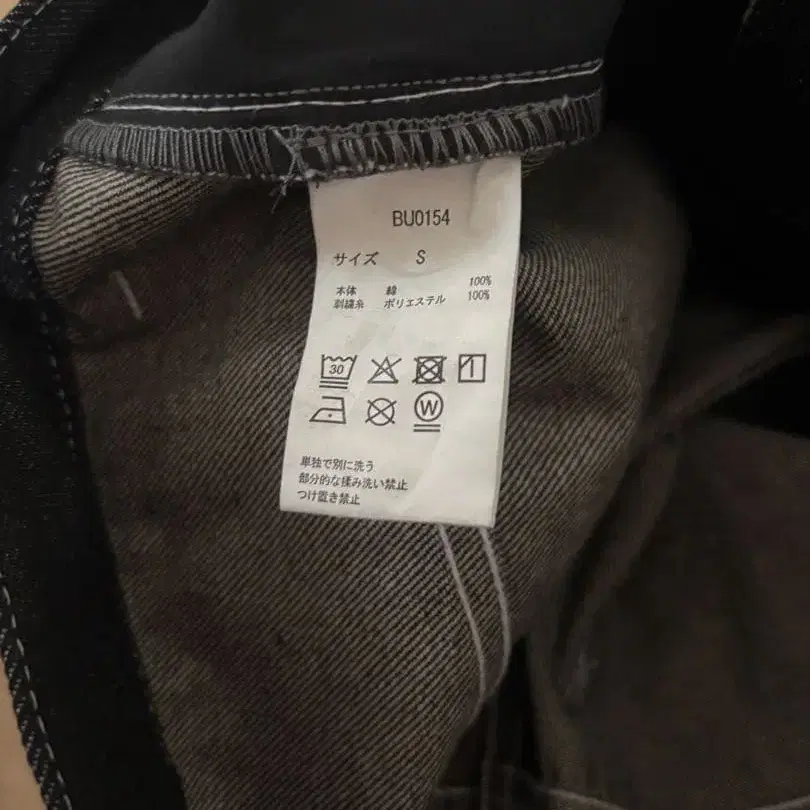 BU0154
サイズ S
本体 綿 100%
刺繍糸 ポリエステル 100%
30
W
単独で別に洗う
部分的な揉み洗い禁止
つけ置き禁止